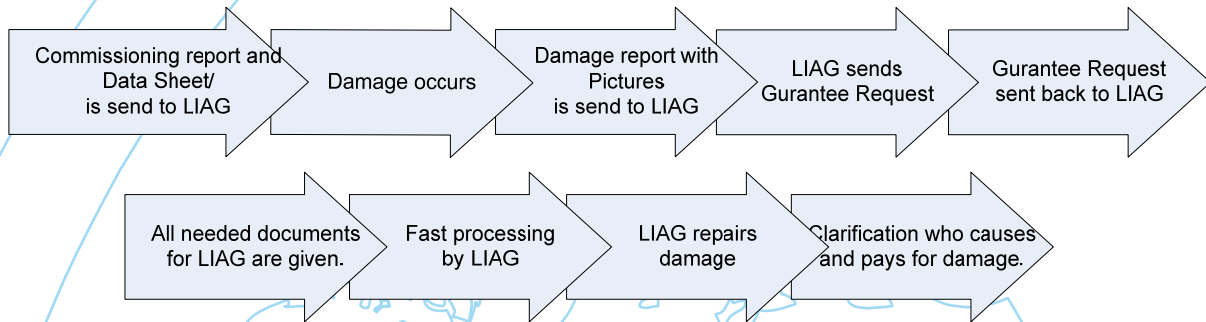 Commissioning report and
Data Sheet/
is send to LIAG
Damage occurs
Damage report with
Pictures
is send to LIAG
LIAG sends
Gurantee Request
Gurantee Request
sent back to LIAG
All needed documents
for LIAG are given.
Fast processing
by LIAG
LIAG repairs
damage
Clarification who causes
and pays for damage.